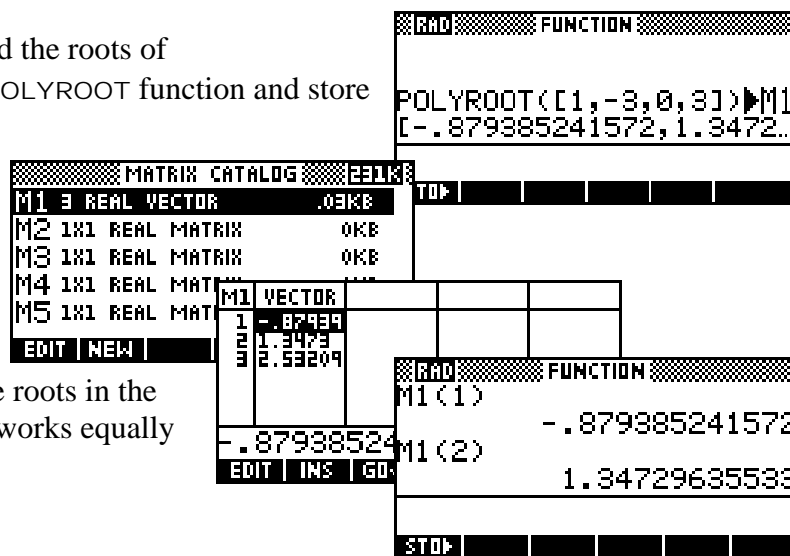 d the roots of
OLYROOT function and store
RAD FUNCTION
POLYROOT([1,-3,0,3])▶M1
[-.879385241572,1.3472…
STO▶
MATRIX CATALOG 231K
M1 3 REAL VECTOR .03KB
M2 1X1 REAL MATRIX 0KB
M3 1X1 REAL MATRIX 0KB
M4 1X1 REAL MAT
M5 1X1 REAL MAT
EDIT NEW
M1 VECTOR
1 -.87939
2 1.3473
3 2.53209
-.87938524
EDIT INS GO
e roots in the
works equally
RAD FUNCTION
M1(1)
-.879385241572
M1(2)
1.34729635533
STO▶